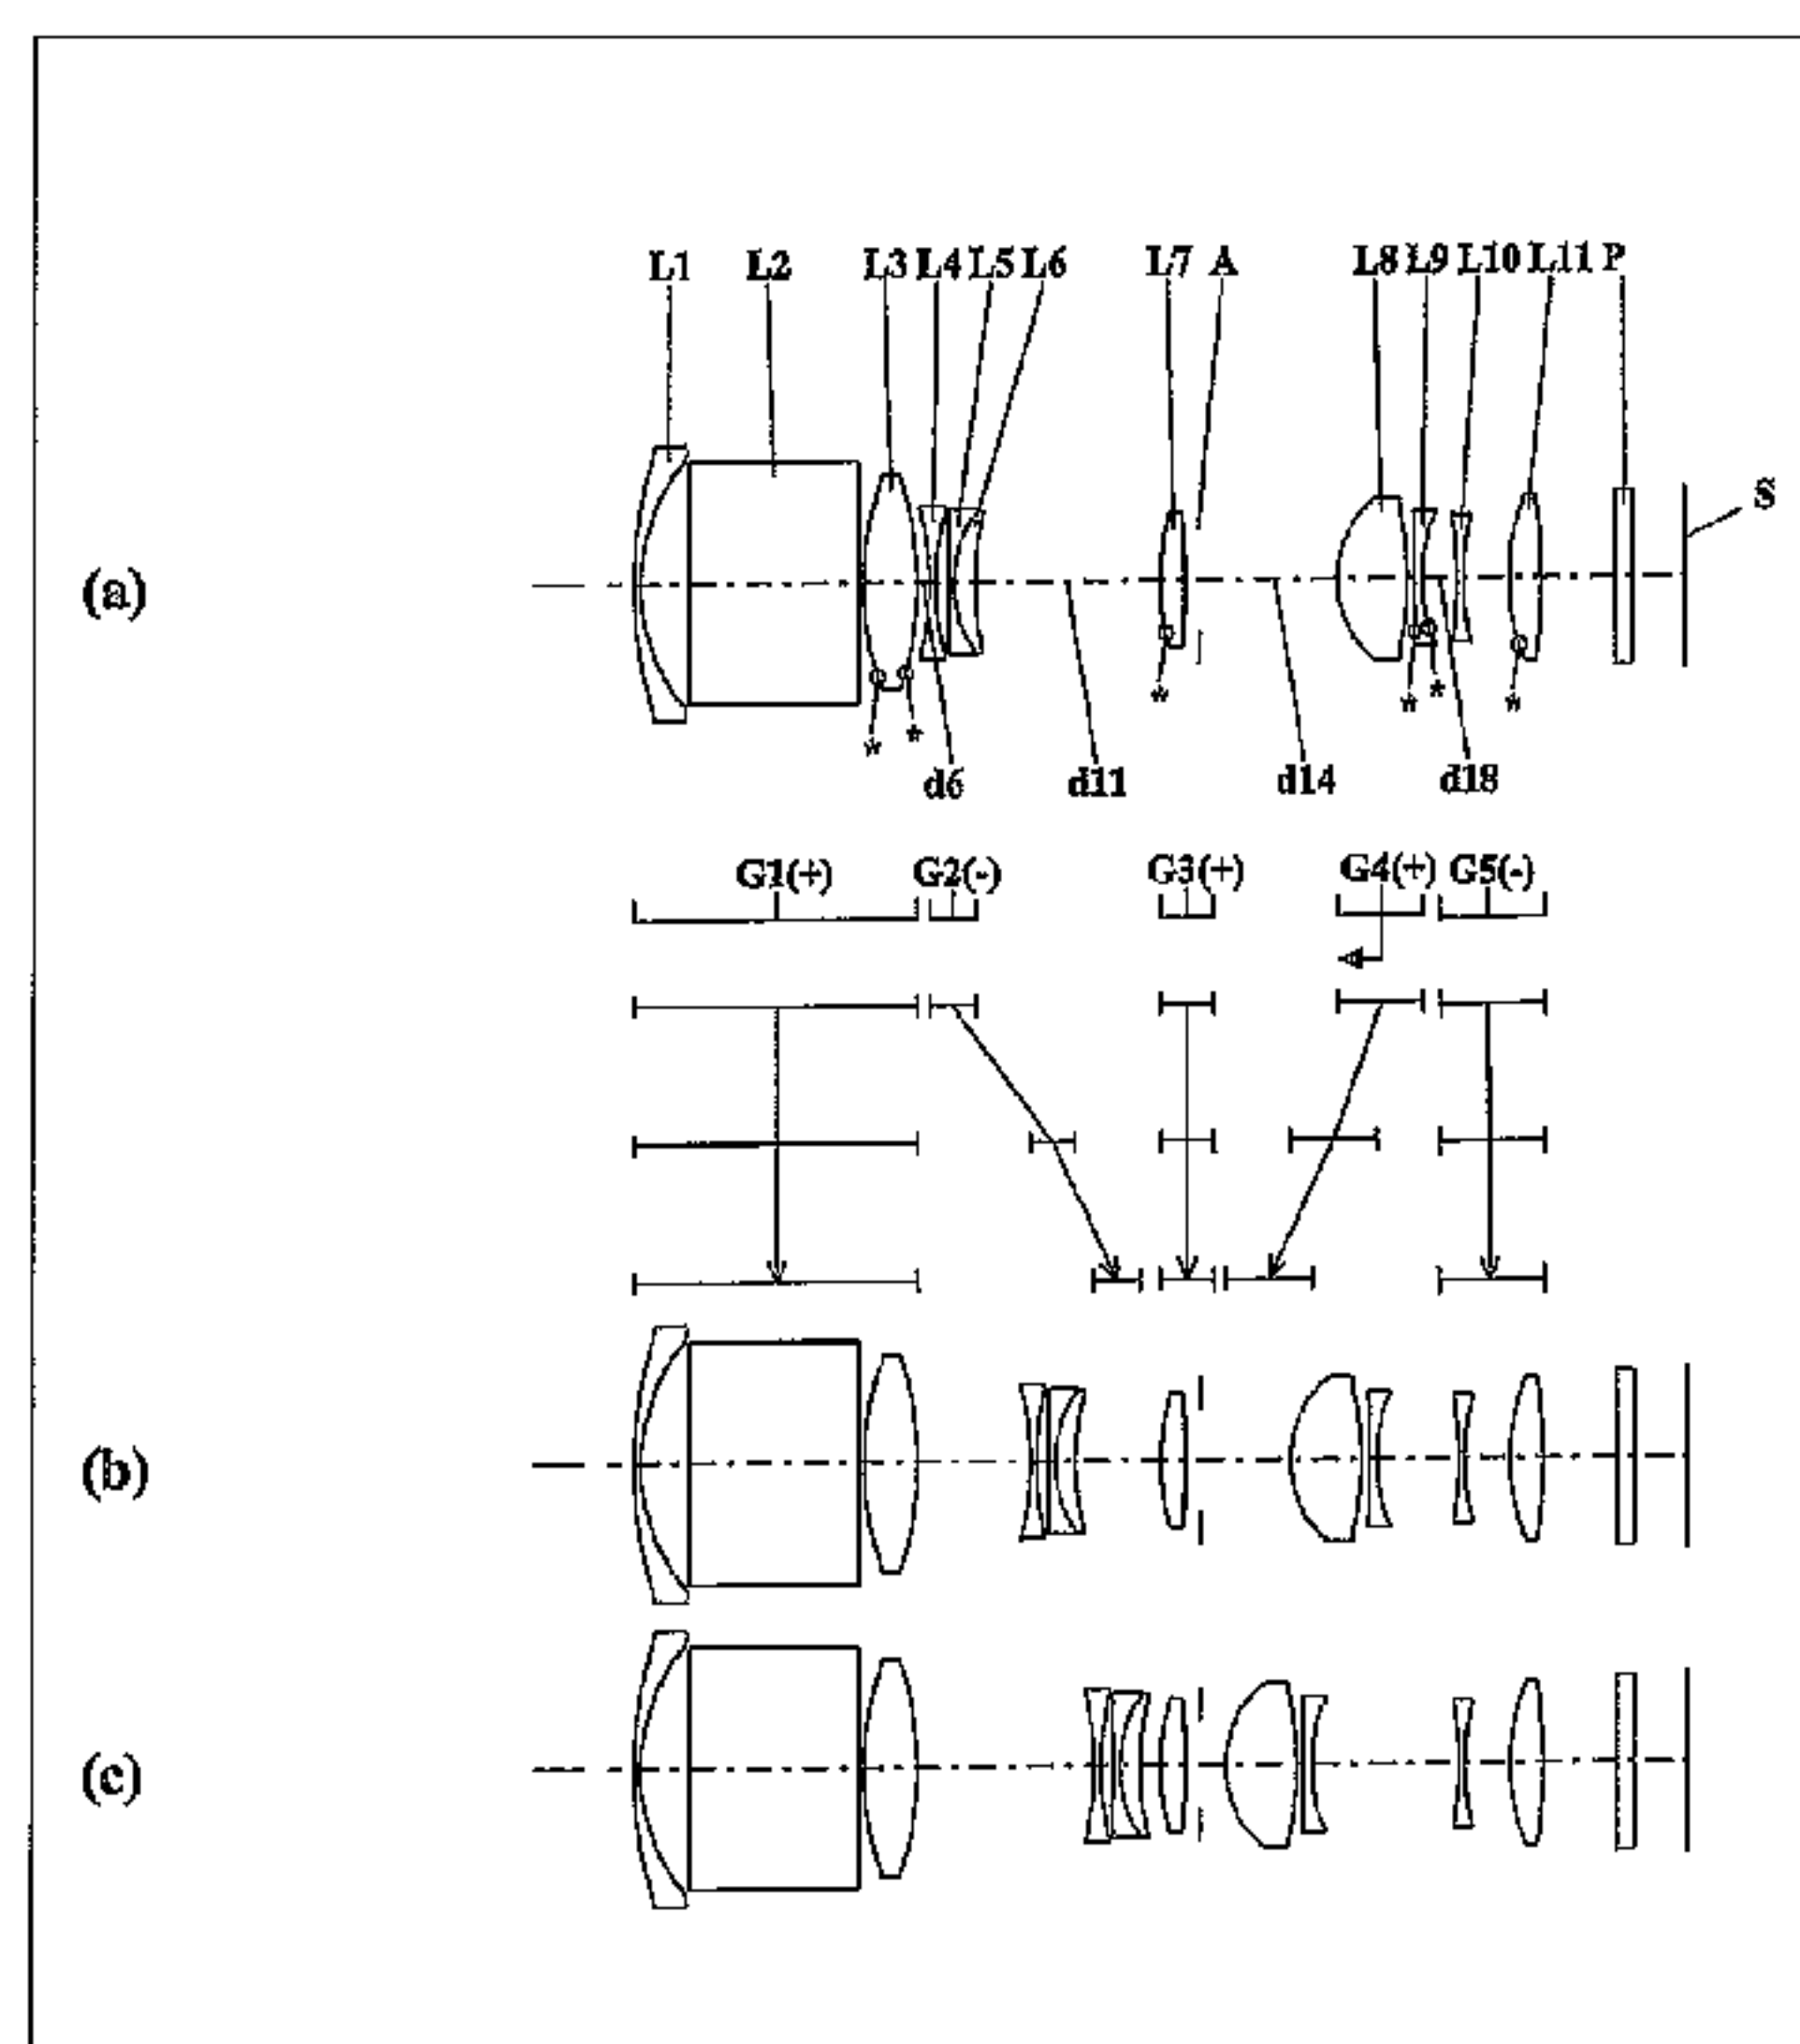 L1 L2 L3 L4 L5 L6 L7 A L8 L9 L10 L11 P
S
(a)
* * * * * *
d6 d11 d14 d18
G1(+) G2(-) G3(+) G4(+) G5(-)
(b)
(c)